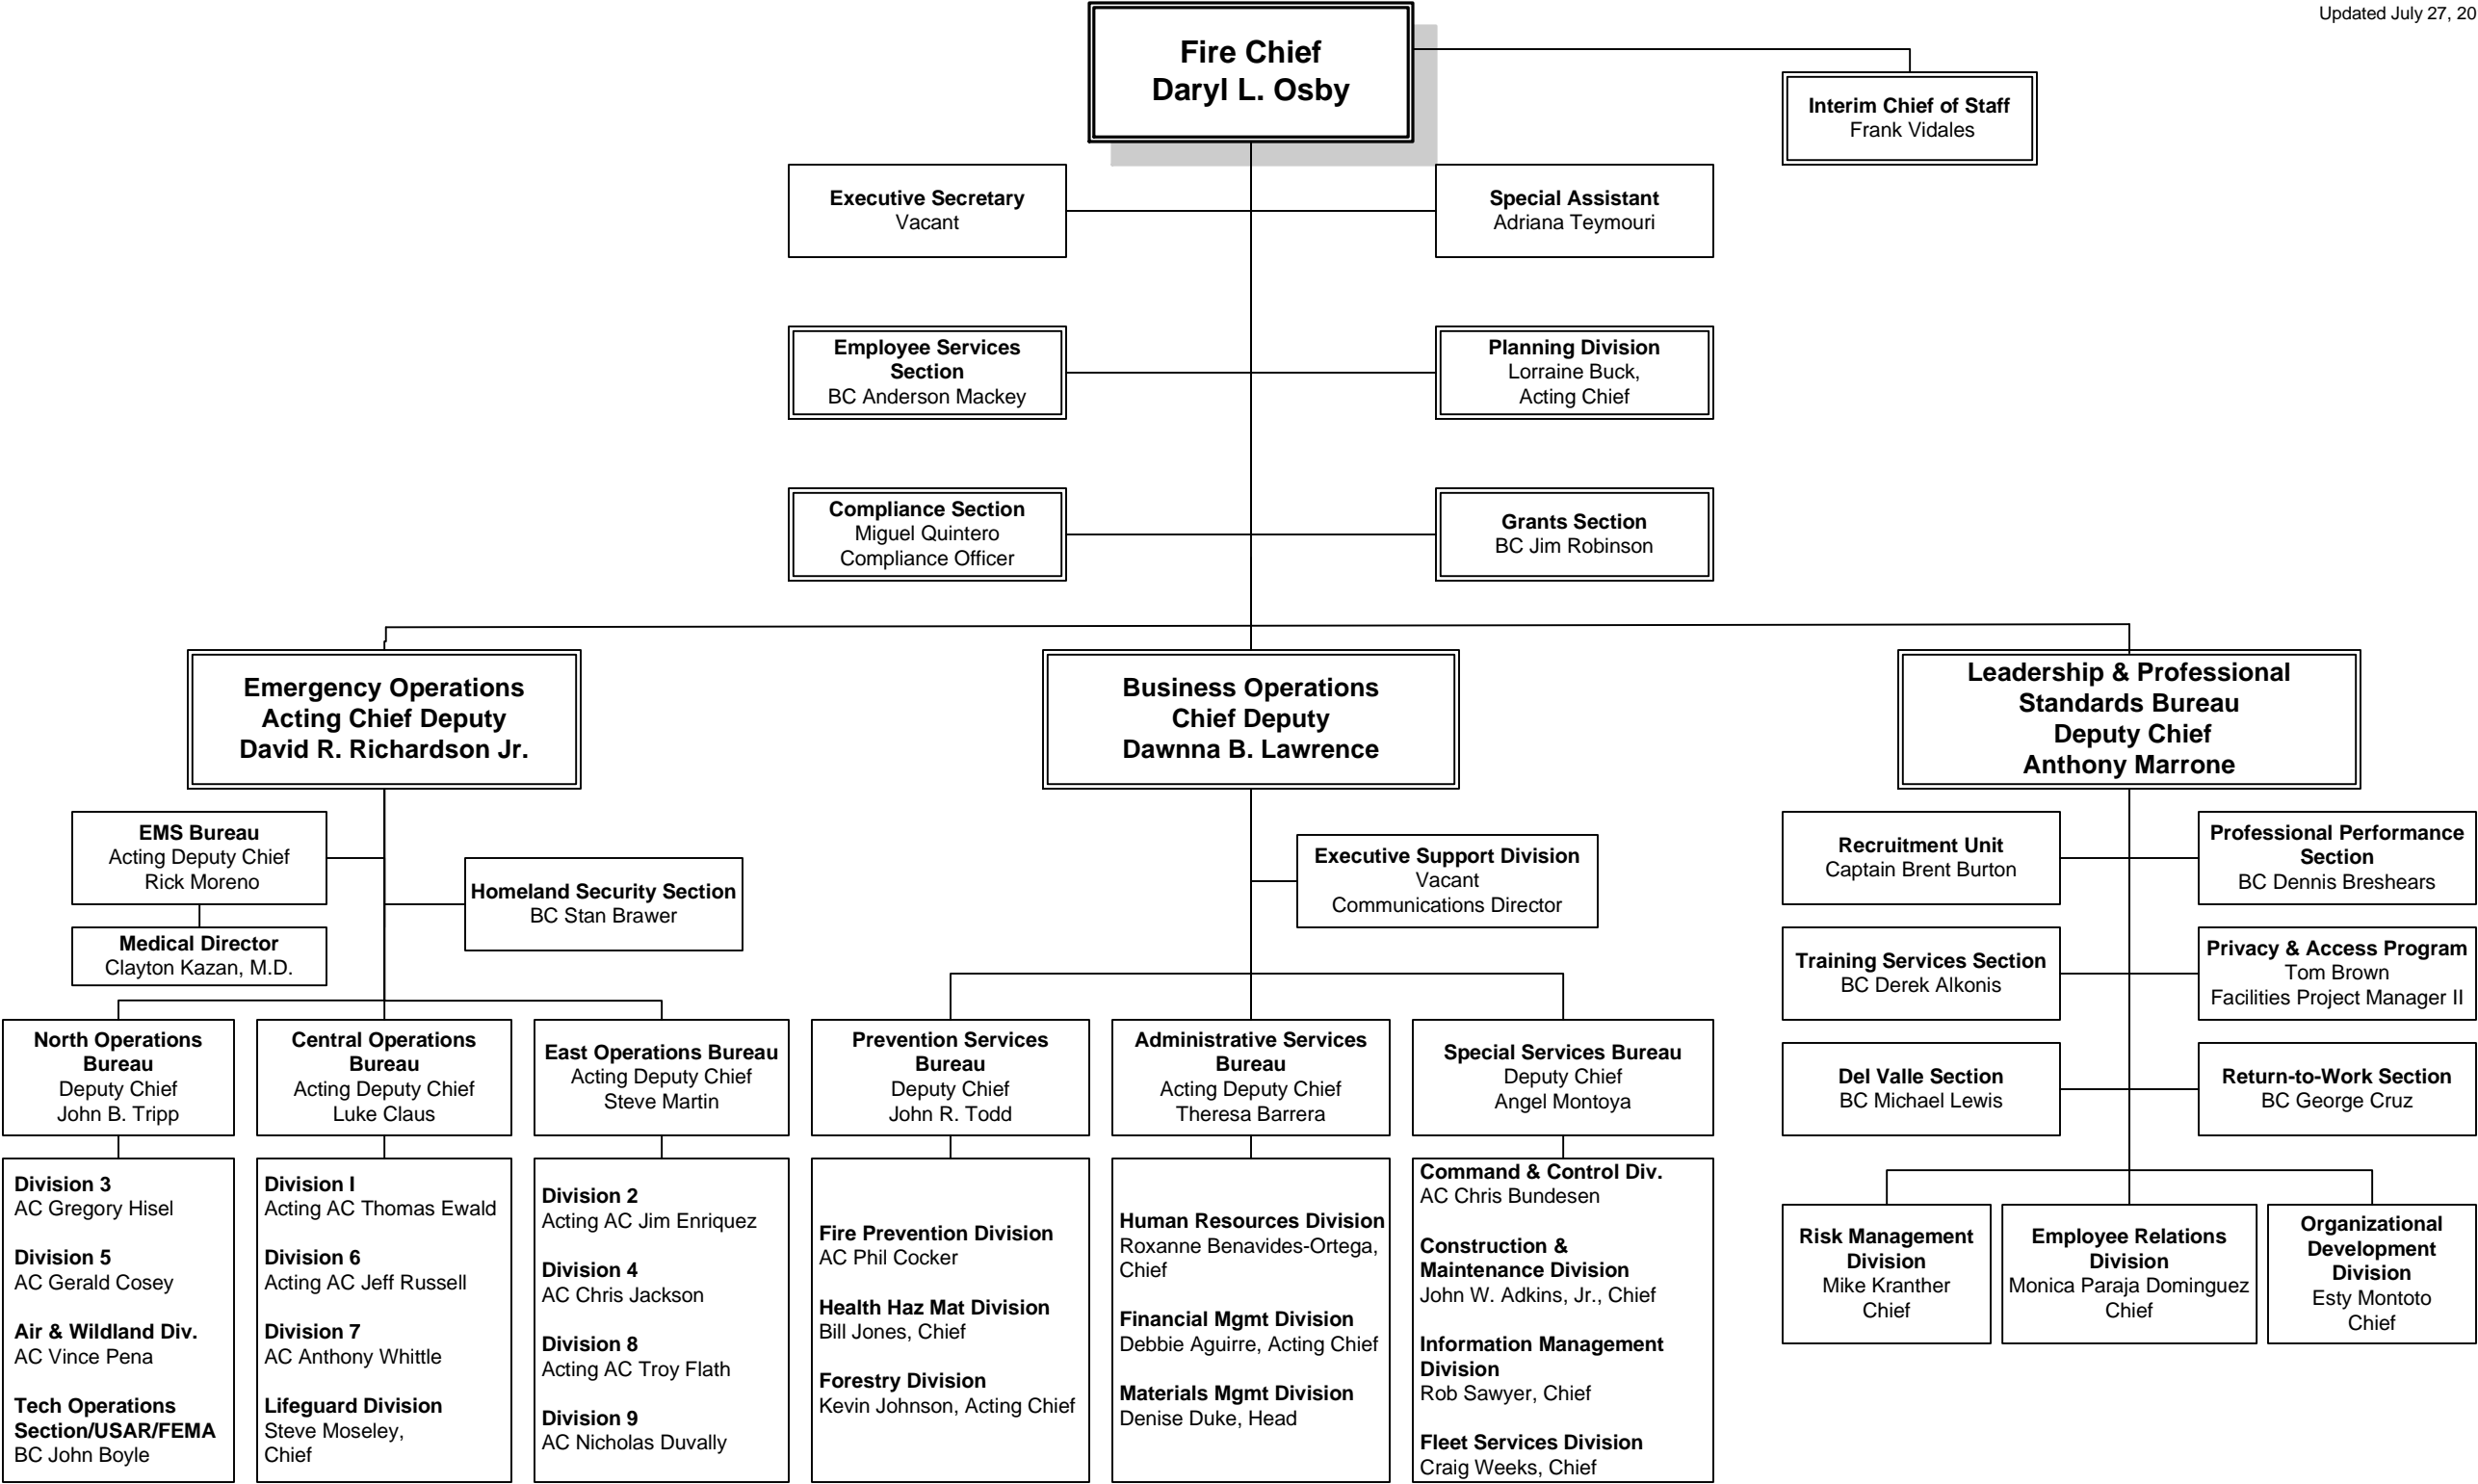 Updated July 27, 20
Fire Chief
Daryl L. Osby
Interim Chief of Staff
Frank Vidales
Executive Secretary
Vacant
Special Assistant
Adriana Teymouri
Employee Services
Section
BC Anderson Mackey
Planning Division
Lorraine Buck,
Acting Chief
Compliance Section
Miguel Quintero
Compliance Officer
Grants Section
BC Jim Robinson
Emergency Operations
Acting Chief Deputy
David R. Richardson Jr.
Business Operations
Chief Deputy
Dawnna B. Lawrence
Leadership & Professional
Standards Bureau
Deputy Chief
Anthony Marrone
EMS Bureau
Acting Deputy Chief
Rick Moreno
Homeland Security Section
BC Stan Brawer
Medical Director
Clayton Kazan, M.D.
Executive Support Division
Vacant
Communications Director
Recruitment Unit
Captain Brent Burton
Professional Performance
Section
BC Dennis Breshears
Training Services Section
BC Derek Alkonis
Privacy & Access Program
Tom Brown
Facilities Project Manager II
Del Valle Section
BC Michael Lewis
Return-to-Work Section
BC George Cruz
North Operations
Bureau
Deputy Chief
John B. Tripp
Central Operations
Bureau
Acting Deputy Chief
Luke Claus
East Operations Bureau
Acting Deputy Chief
Steve Martin
Prevention Services
Bureau
Deputy Chief
John R. Todd
Administrative Services
Bureau
Acting Deputy Chief
Theresa Barrera
Special Services Bureau
Deputy Chief
Angel Montoya
Division 3
AC Gregory Hisel
Division 5
AC Gerald Cosey
Air & Wildland Div.
AC Vince Pena
Tech Operations
Section/USAR/FEMA
BC John Boyle
Division I
Acting AC Thomas Ewald
Division 6
Acting AC Jeff Russell
Division 7
AC Anthony Whittle
Lifeguard Division
Steve Moseley,
Chief
Division 2
Acting AC Jim Enriquez
Division 4
AC Chris Jackson
Division 8
Acting AC Troy Flath
Division 9
AC Nicholas Duvally
Fire Prevention Division
AC Phil Cocker
Health Haz Mat Division
Bill Jones, Chief
Forestry Division
Kevin Johnson, Acting Chief
Human Resources Division
Roxanne Benavides-Ortega,
Chief
Financial Mgmt Division
Debbie Aguirre, Acting Chief
Materials Mgmt Division
Denise Duke, Head
Command & Control Div.
AC Chris Bundesen
Construction &
Maintenance Division
John W. Adkins, Jr., Chief
Information Management
Division
Rob Sawyer, Chief
Fleet Services Division
Craig Weeks, Chief
Risk Management
Division
Mike Kranther
Chief
Employee Relations
Division
Monica Paraja Dominguez
Chief
Organizational
Development
Division
Esty Montoto
Chief